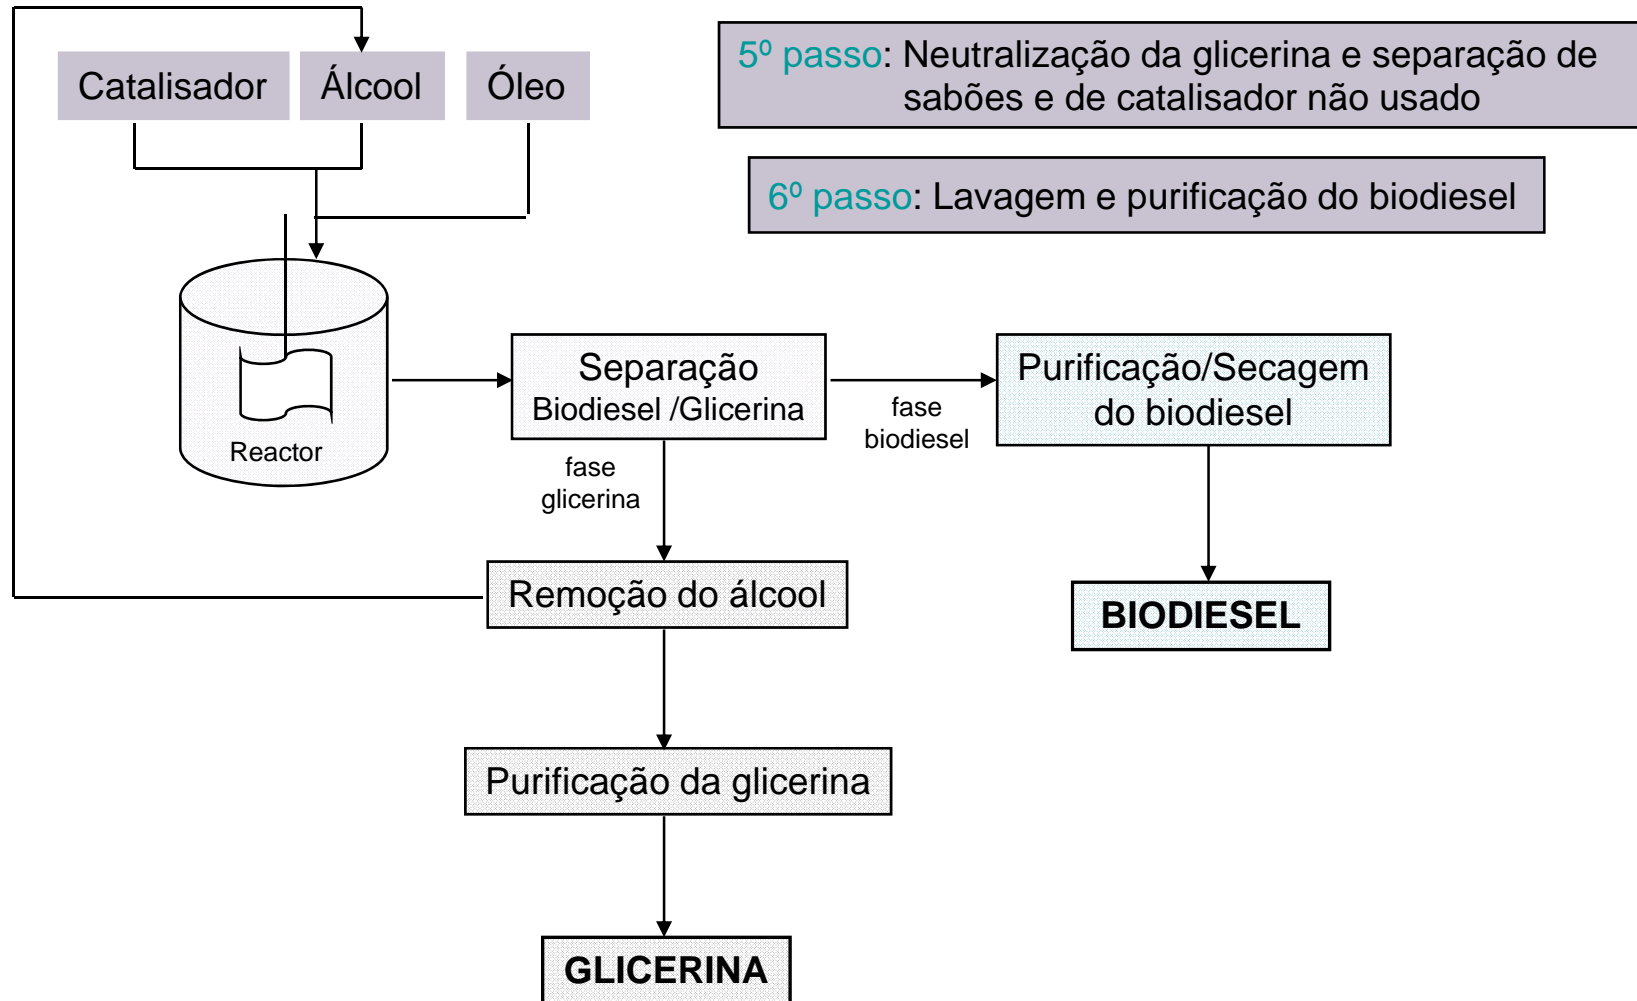 Catalisador
Álcool
Óleo
5º passo: Neutralização da glicerina e separação de
sabões e de catalisador não usado
6º passo: Lavagem e purificação do biodiesel
Reactor
Separação
Biodiesel /Glicerina
fase
biodiesel
Purificação/Secagem
do biodiesel
fase
glicerina
Remoção do álcool
BIODIESEL
Purificação da glicerina
GLICERINA